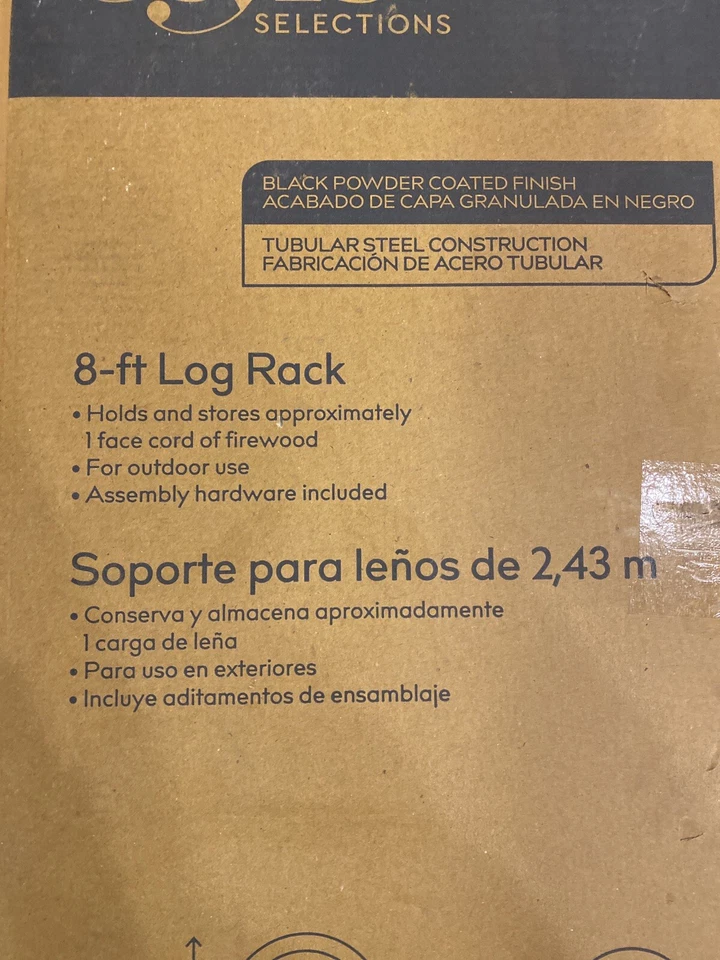 SELECTIONS
BLACK POWDER COATED FINISH
ACABADO DE CAPA GRANULADA EN NEGRO
TUBULAR STEEL CONSTRUCTION
FABRICACIÓN DE ACERO TUBULAR
8-ft Log Rack
• Holds and stores approximately
1 face cord of firewood
• For outdoor use
• Assembly hardware included
Soporte para leños de 2,43 m
• Conserva y almacena aproximadamente
1 carga de leña
• Para uso en exteriores
• Incluye aditamentos de ensamblaje